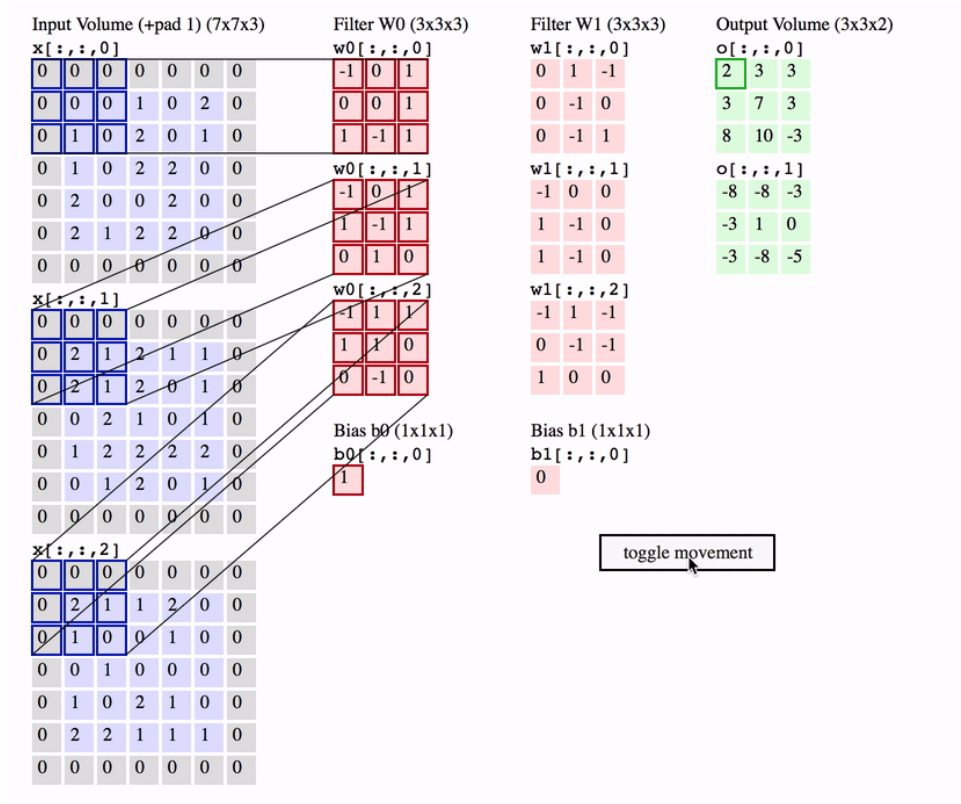 Input Volume (+pad 1) (7x7x3)
x[:,:,0]
0 0 0 0 0 0 0
0 0 0 1 0 2 0
0 1 0 2 0 1 0
0 1 0 2 2 0 0
0 2 0 0 2 0 0
0 2 1 2 2 0 0
0 0 0 0 0 0 0
x[:,:,1]
0 0 0 0 0 0 0
0 2 1 2 1 1 0
0 2 1 2 0 1 0
0 0 2 1 0 1 0
0 1 2 2 2 2 0
0 0 1 2 0 1 0
0 0 0 0 0 0 0
x[:,:,2]
0 0 0 0 0 0 0
0 2 1 1 2 0 0
0 1 0 0 1 0 0
0 0 1 0 0 0 0
0 1 0 2 1 0 0
0 2 2 1 1 1 0
0 0 0 0 0 0 0
Filter W0 (3x3x3)
w0[:,:,0]
-1 0 1
0 0 1
1 -1 1
w0[:,:,1]
-1 0 1
1 -1 1
0 1 0
w0[:,:,2]
-1 1 1
1 1 0
0 -1 0
Bias b0 (1x1x1)
b0[:,:,0]
1
Filter W1 (3x3x3)
w1[:,:,0]
0 1 -1
0 -1 0
0 -1 1
w1[:,:,1]
-1 0 0
1 -1 0
1 -1 0
w1[:,:,2]
-1 1 -1
0 -1 -1
1 0 0
Bias b1 (1x1x1)
b1[:,:,0]
0
Output Volume (3x3x2)
o[:,:,0]
2 3 3
3 7 3
8 10 -3
o[:,:,1]
-8 -8 -3
-3 1 0
-3 -8 -5
toggle movement